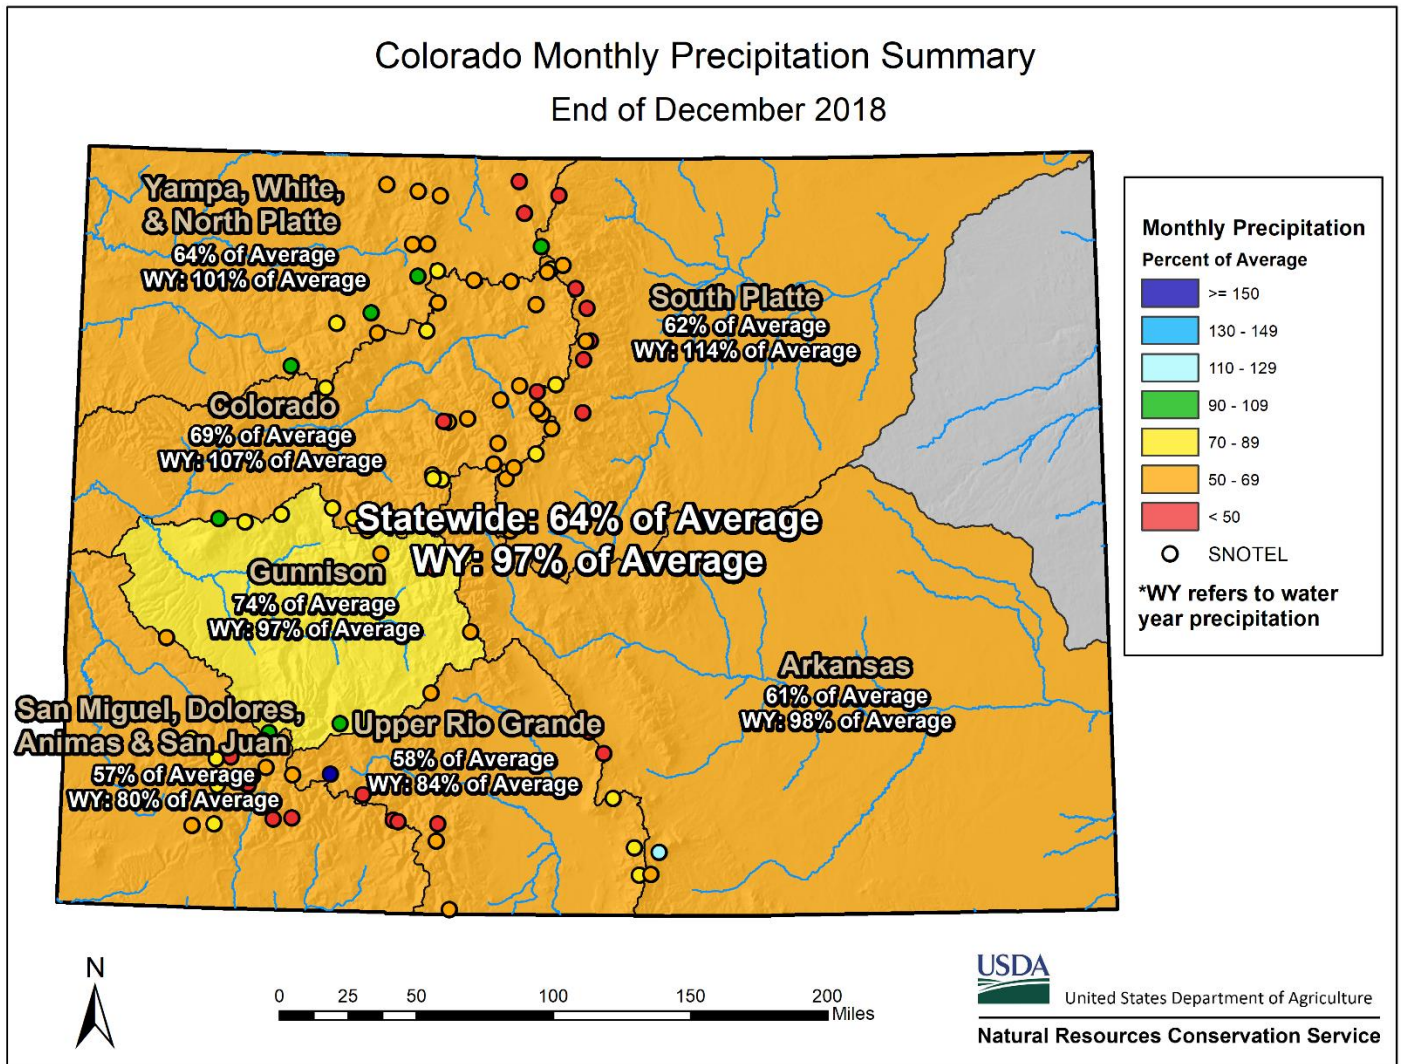 Colorado Monthly Precipitation Summary
End of December 2018
Yampa, White,
& North Platte
64% of Average
WY: 101% of Average
South Platte
62% of Average
WY: 114% of Average
Colorado
69% of Average
WY: 107% of Average
Statewide: 64% of Average
WY: 97% of Average
Gunnison
74% of Average
WY: 97% of Average
Arkansas
61% of Average
WY: 98% of Average
San Miguel, Dolores,
Animas & San Juan
57% of Average
WY: 80% of Average
Upper Rio Grande
58% of Average
WY: 84% of Average
Monthly Precipitation
Percent of Average
>= 150
130 - 149
110 - 129
90 - 109
70 - 89
50 - 69
< 50
SNOTEL
*WY refers to water
year precipitation
N
0 25 50 100 150 200
Miles
USDA
United States Department of Agriculture
Natural Resources Conservation Service